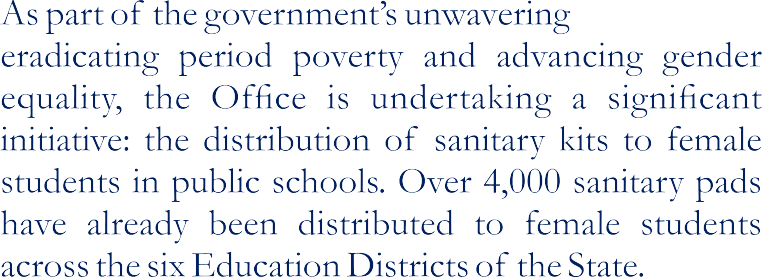 As part of the government's unwavering
eradicating period poverty and advancing gender
equality, the Office is undertaking a significant
initiative: the distribution of sanitary kits to female
students in public schools. Over 4,000 sanitary pads
have already been distributed to female students
across the six Education Districts of the State.